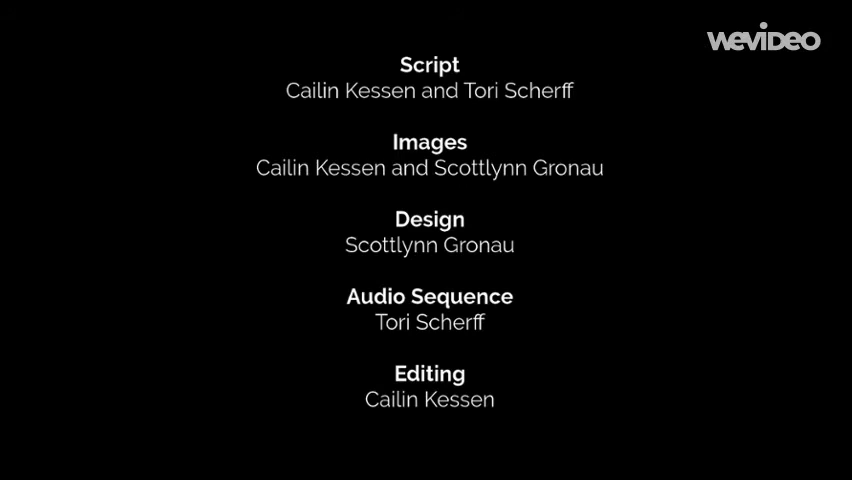 WEVIDEO
Script
Cailin Kessen and Tori Scherff
Images
Cailin Kessen and Scottlynn Gronau
Design
Scottlynn Gronau
Audio Sequence
Tori Scherff
Editing
Cailin Kessen